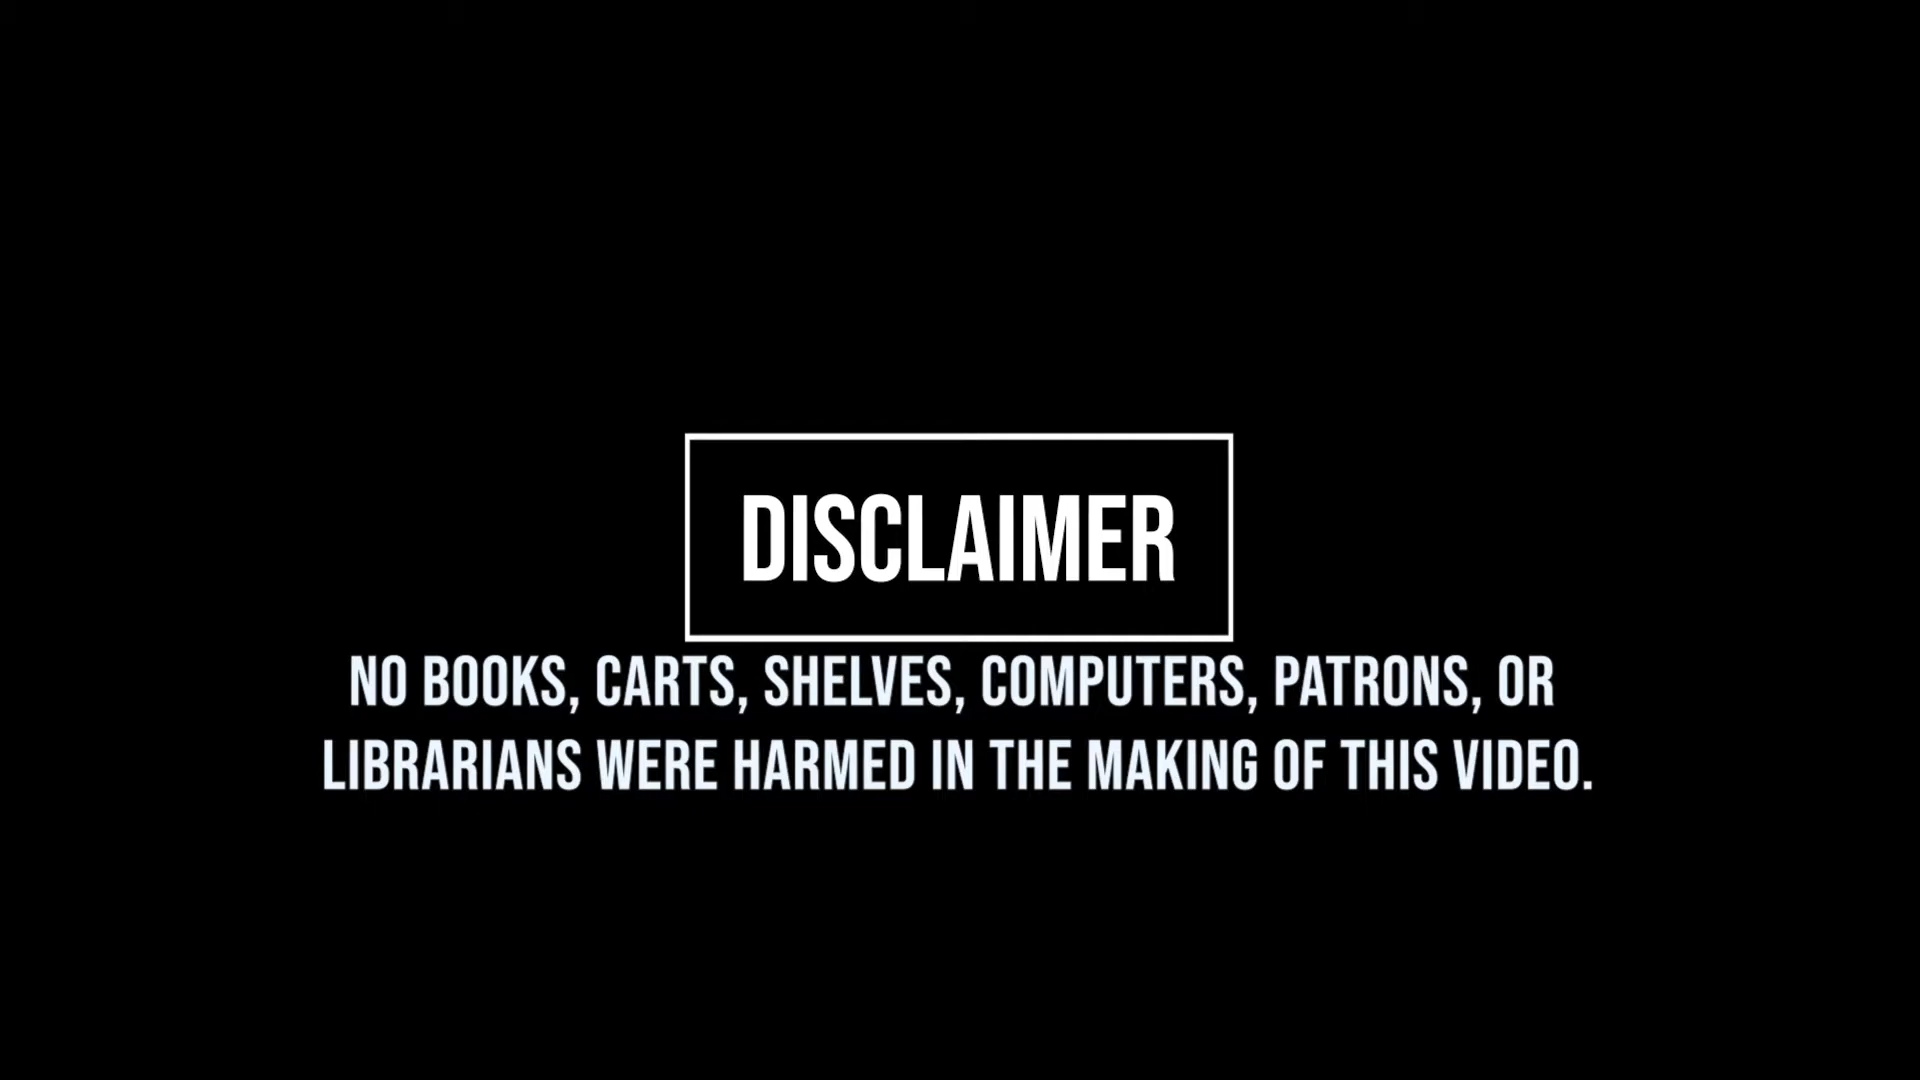 DISCLAIMER
NO BOOKS, CARTS, SHELVES, COMPUTERS, PATRONS, OR
LIBRARIANS WERE HARMED IN THE MAKING OF THIS VIDEO.